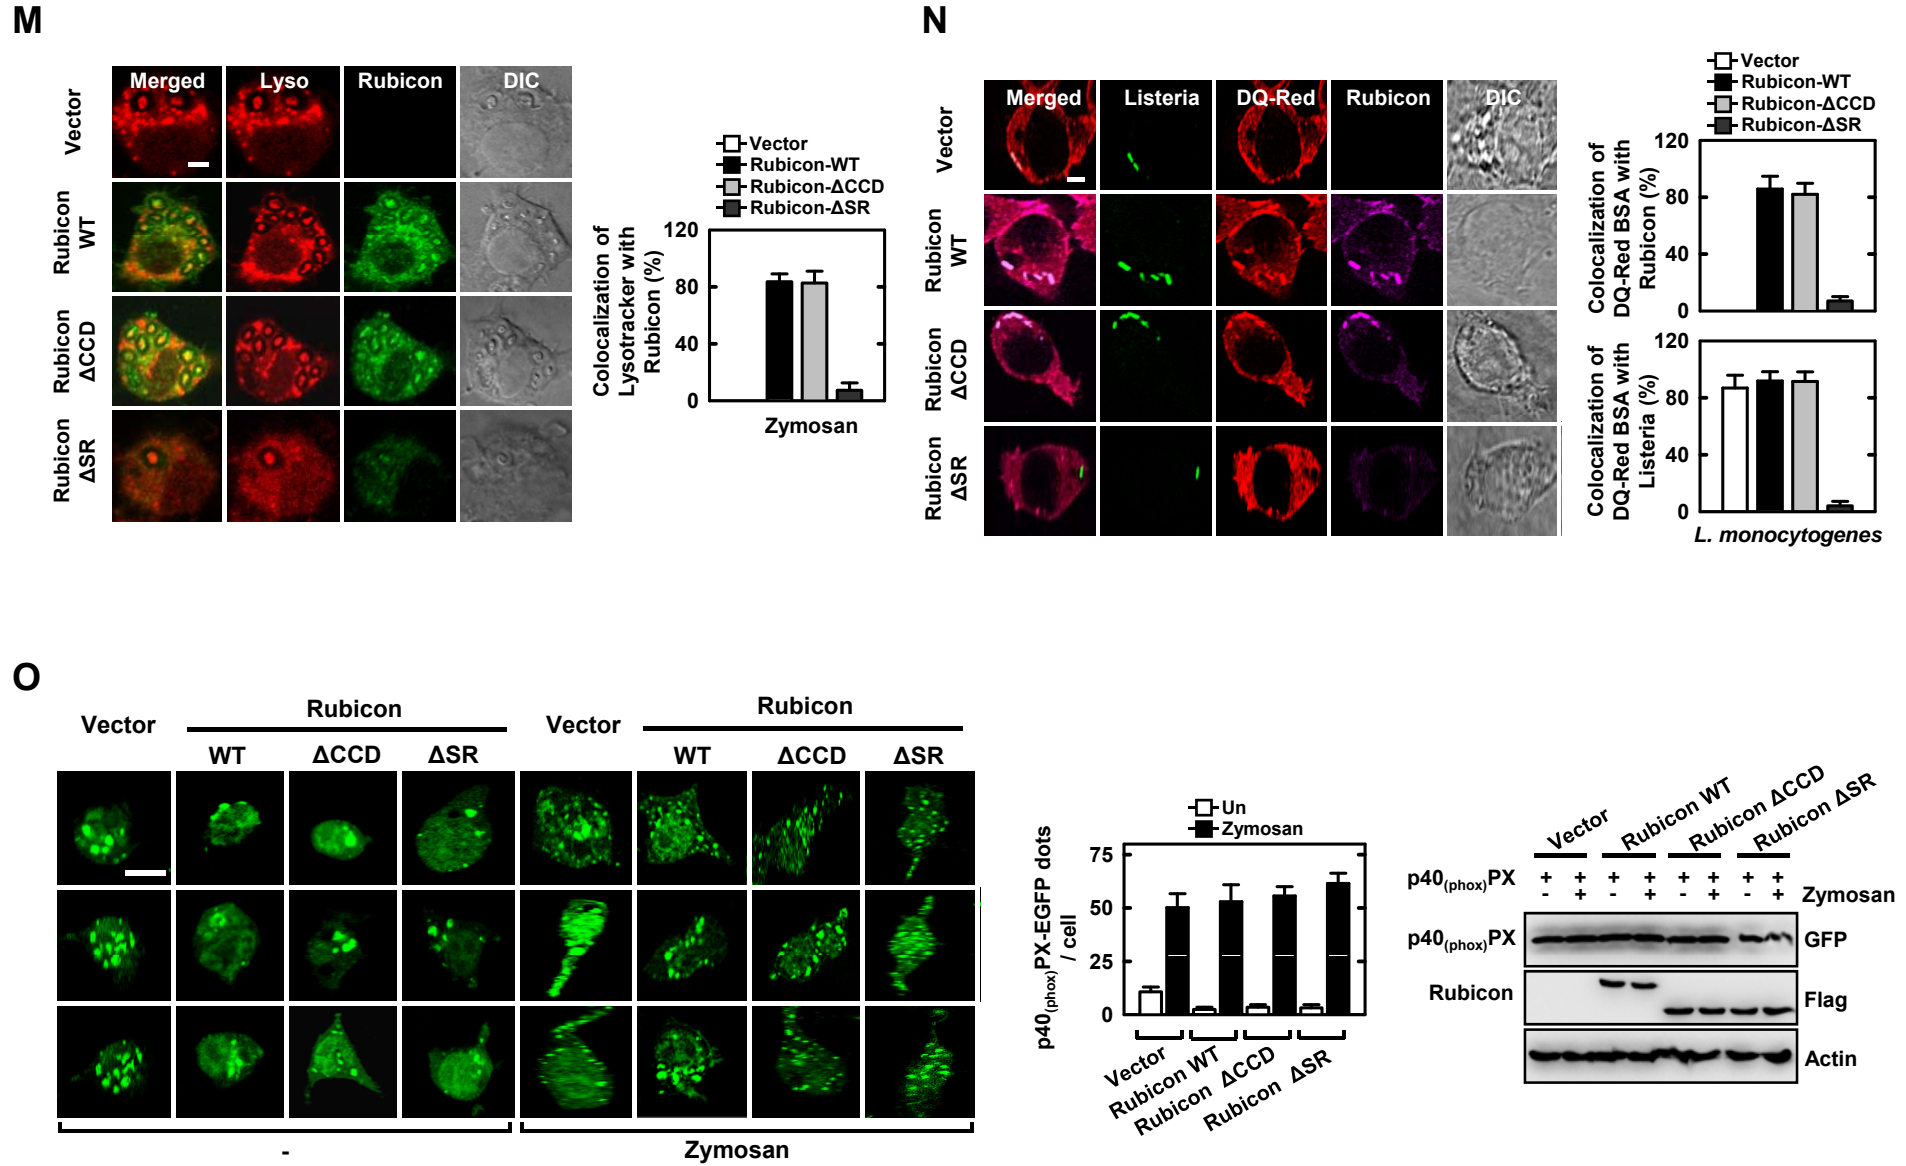 M
Merged Lyso Rubicon DIC
Vector
Rubicon
WT
Rubicon
ΔCCD
Rubicon
ΔSR
Vector
Rubicon-WT
Rubicon-ΔCCD
Rubicon-ΔSR
Colocalization of
Lysotracker with
Rubicon (%)
120
80
40
0
Zymosan
N
Merged Listeria DQ-Red Rubicon DIC
Vector
Rubicon
WT
Rubicon
ΔCCD
Rubicon
ΔSR
Vector
Rubicon-WT
Rubicon-ΔCCD
Rubicon-ΔSR
Colocalization of
DQ-Red BSA with
Rubicon (%)
120
80
40
0
Colocalization of
DQ-Red BSA with
Listeria (%)
120
80
40
0
L. monocytogenes
O
Vector Rubicon Vector Rubicon
WT ΔCCD ΔSR WT ΔCCD ΔSR
- Zymosan
Un
Zymosan
p40(phox)PX-EGFP dots
/ cell
75
50
25
0
Vector
Rubicon WT
Rubicon ΔCCD
Rubicon ΔSR
Vector
Rubicon WT
Rubicon ΔCCD
Rubicon ΔSR
p40(phox)PX + + + + + + + +
- + - + - + - + Zymosan
p40(phox)PX GFP
Rubicon Flag
Actin